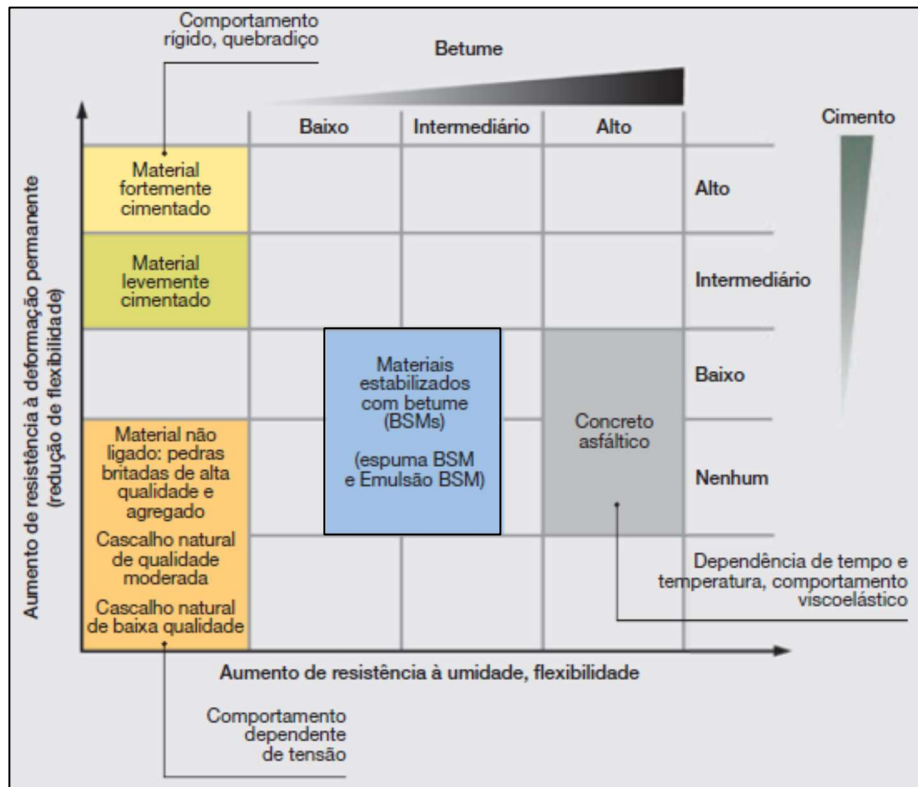 Comportamento
rígido, quebradiço
Betume
Baixo
Intermediário
Alto
Cimento
Aumento de resistência à deformação permanente
(redução de flexibilidade)
Material
fortemente
cimentado
Alto
Material
levemente
cimentado
Intermediário
Materiais
estabilizados
com betume
(BSMs)
(espuma BSM
e Emulsão BSM)
Concreto
asfáltico
Baixo
Material não
ligado: pedras
britadas de alta
qualidade e
agregado
Cascalho natural
de qualidade
moderada
Cascalho natural
de baixa qualidade
Nenhum
Dependência de tempo e
temperatura, comportamento
viscoelástico
Aumento de resistência à umidade, flexibilidade
Comportamento
dependente
de tensão